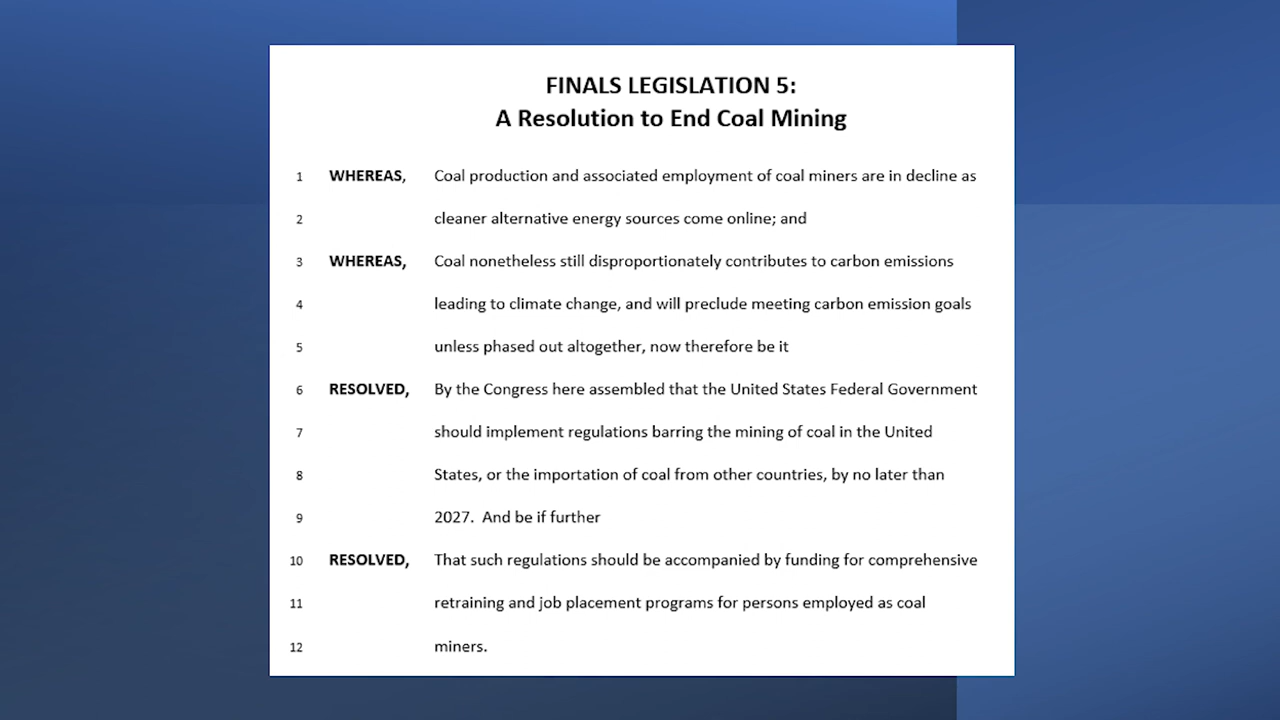 FINALS LEGISLATION 5:
A Resolution to End Coal Mining
1 WHEREAS, Coal production and associated employment of coal miners are in decline as
2 cleaner alternative energy sources come online; and
3 WHEREAS, Coal nonetheless still disproportionately contributes to carbon emissions
4 leading to climate change, and will preclude meeting carbon emission goals
5 unless phased out altogether, now therefore be it
6 RESOLVED, By the Congress here assembled that the United States Federal Government
7 should implement regulations barring the mining of coal in the United
8 States, or the importation of coal from other countries, by no later than
9 2027. And be if further
10 RESOLVED, That such regulations should be accompanied by funding for comprehensive
11 retraining and job placement programs for persons employed as coal
12 miners.